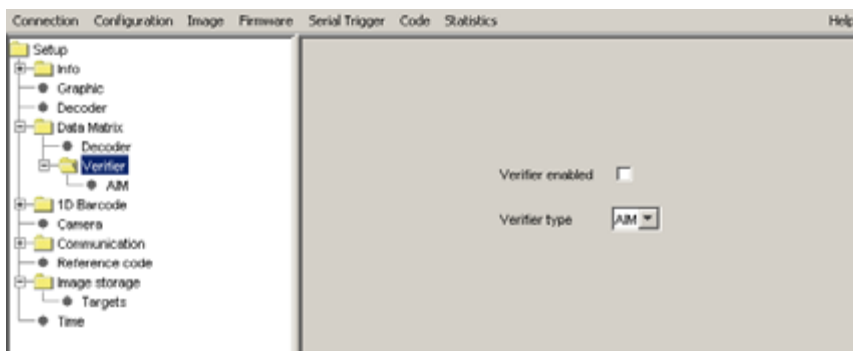 Connection Configuration Image Firmware Serial Trigger Code Statistics Help
Setup
Info
Graphic
Decoder
Data Matrix
Decoder
Verifier
AIM
1D Barcode
Camera
Communication
Reference code
Image storage
Targets
Time
Verifier enabled
Verifier type AIM